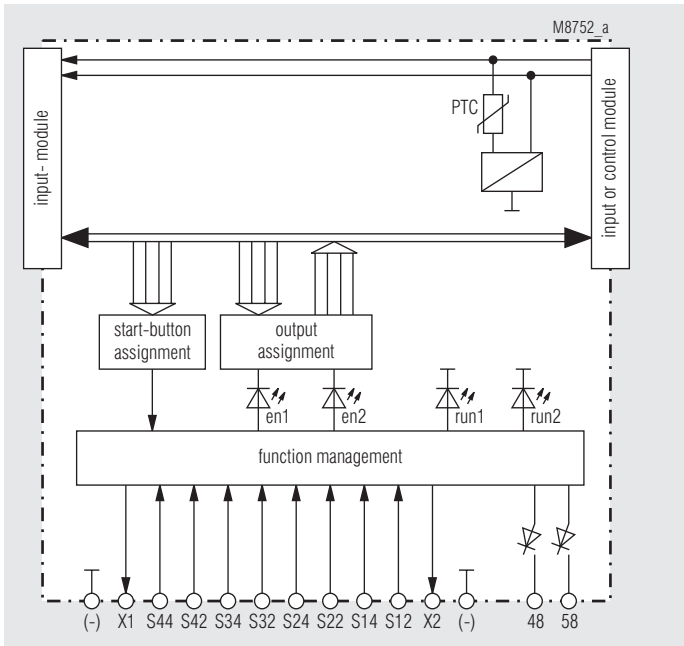 M8752_a
input- module
PTC
input or control module
start-button
assignment
output
assignment
en1
en2
run1
run2
function management
(-) X1 S44 S42 S34 S32 S24 S22 S14 S12 X2 (-) 48 58